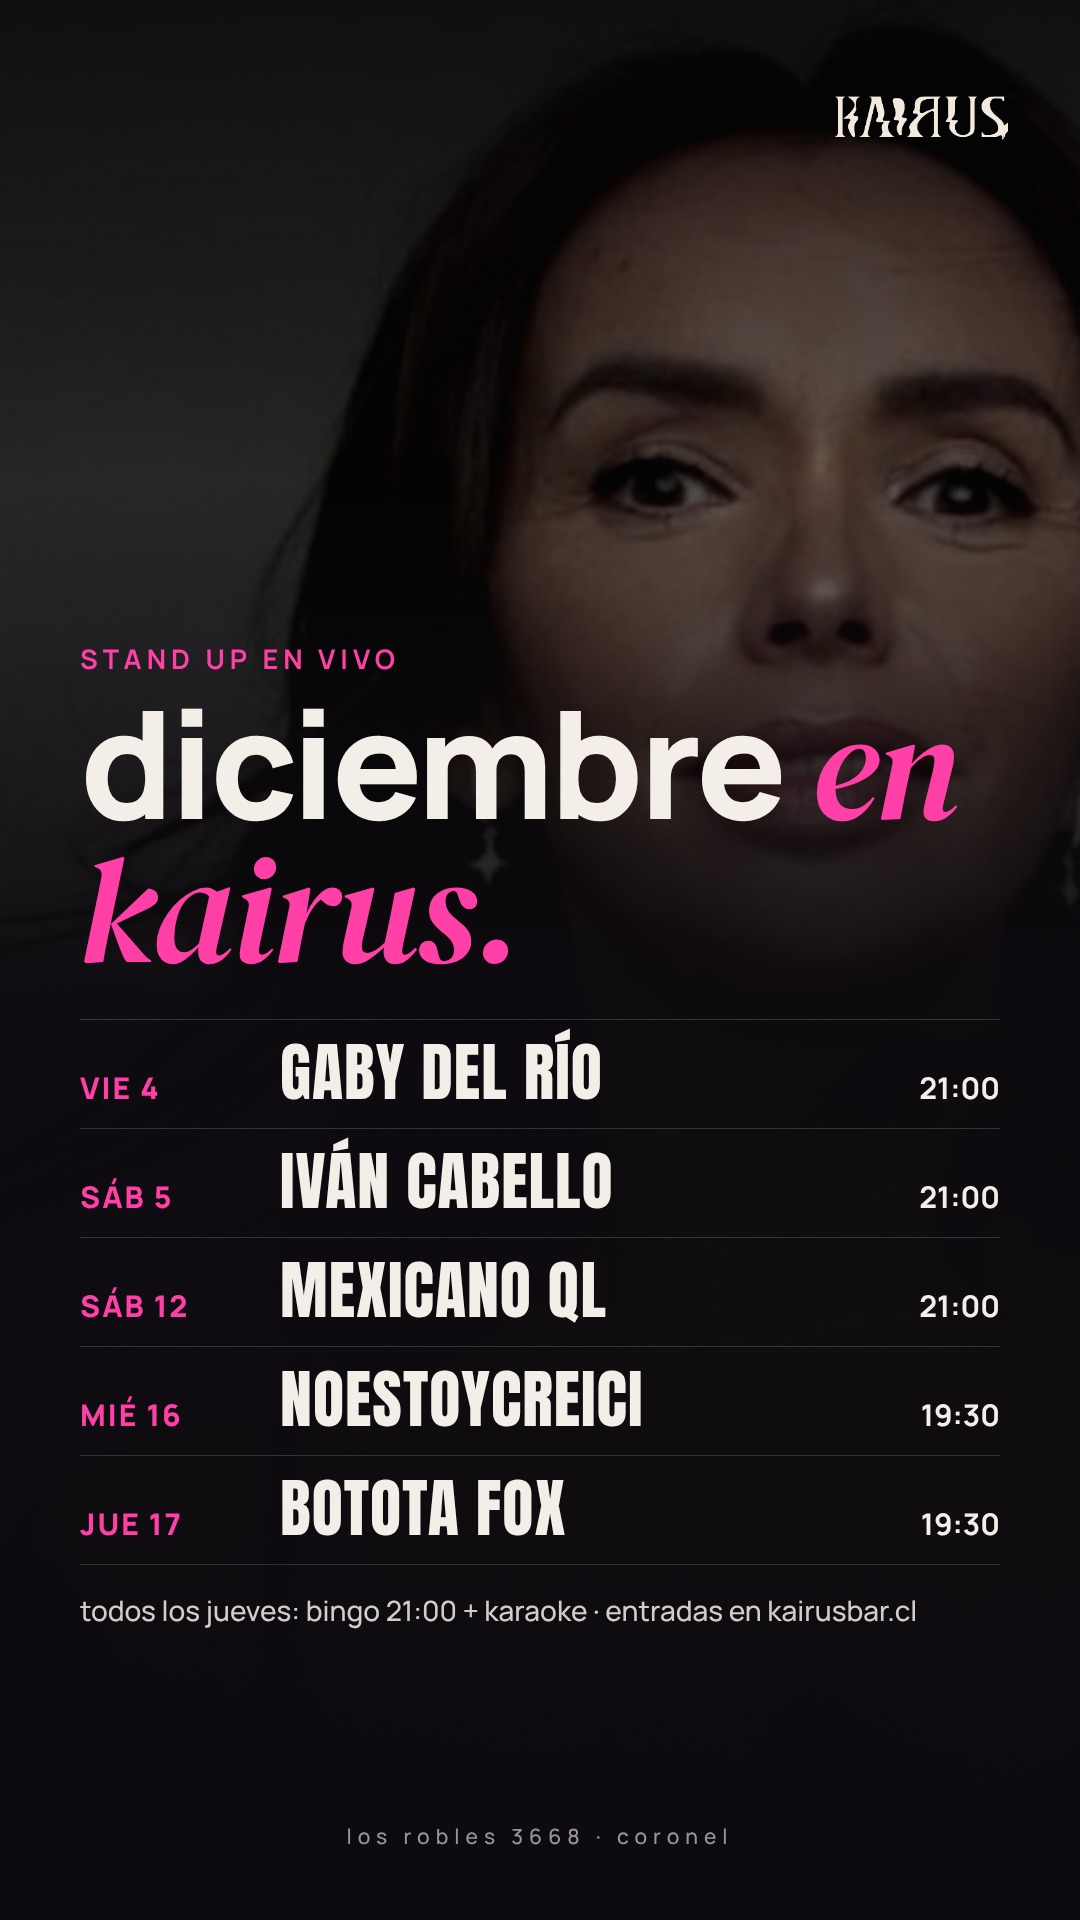 KAIRUS
STAND UP EN VIVO
diciembre en
kairus.
VIE 4 GABY DEL RÍO 21:00
SÁB 5 IVÁN CABELLO 21:00
SÁB 12 MEXICANO QL 21:00
MIÉ 16 NOESTOYCREICI 19:30
JUE 17 BOTOTA FOX 19:30
todos los jueves: bingo 21:00 + karaoke · entradas en kairusbar.cl
los robles 3668 · coronel